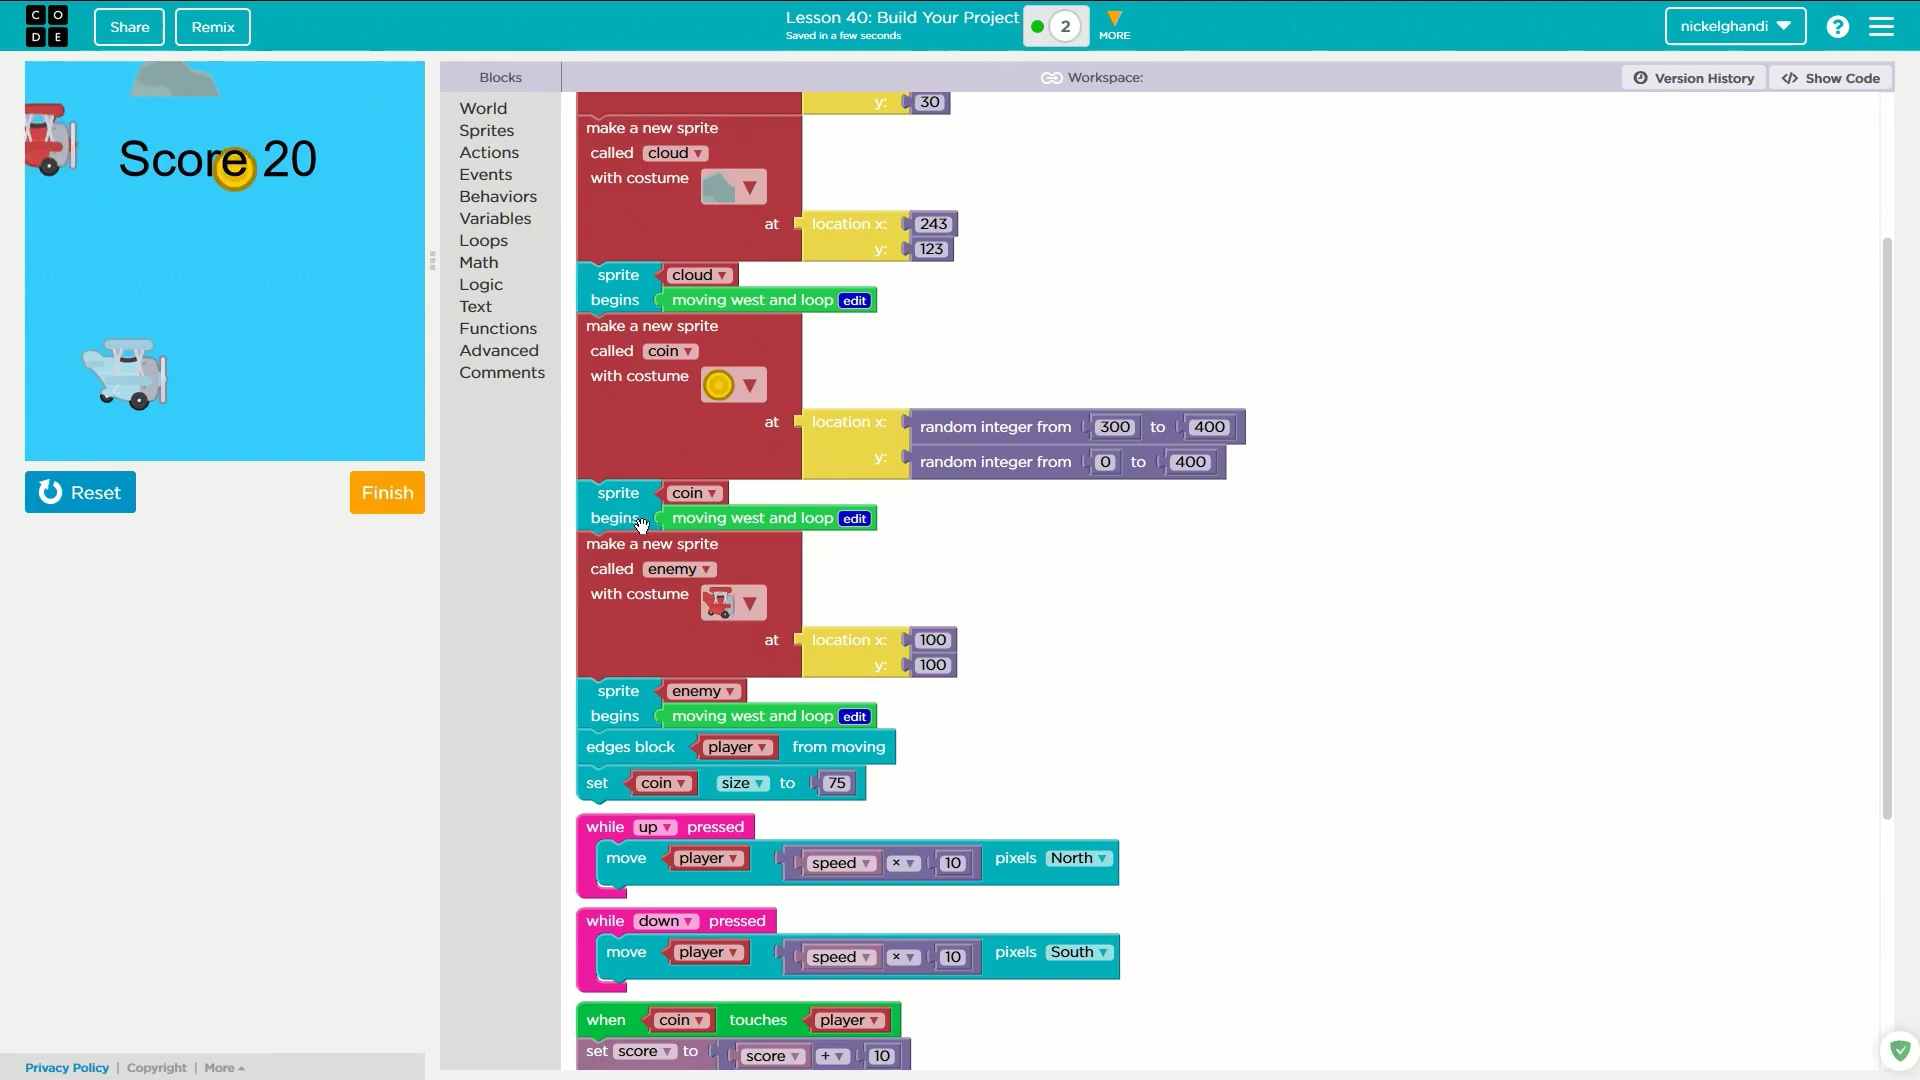 CO
DE
Share
Remix
Lesson 40: Build Your Project
Saved in a few seconds
2
MORE
nickelghandi
?
Score 20
Reset
Finish
Blocks
Workspace:
Version History
</> Show Code
World
Sprites
Actions
Events
Behaviors
Variables
Loops
Math
Logic
Text
Functions
Advanced
Comments
y: 30
make a new sprite
called cloud
with costume
at location x: 243
y: 123
sprite cloud
begins moving west and loop edit
make a new sprite
called coin
with costume
at location x: random integer from 300 to 400
y: random integer from 0 to 400
sprite coin
begins moving west and loop edit
make a new sprite
called enemy
with costume
at location x: 100
y: 100
sprite enemy
begins moving west and loop edit
edges block player from moving
set coin size to 75
while up pressed
move player speed × 10 pixels North
while down pressed
move player speed × 10 pixels South
when coin touches player
set score to score + 10
Privacy Policy | Copyright | More